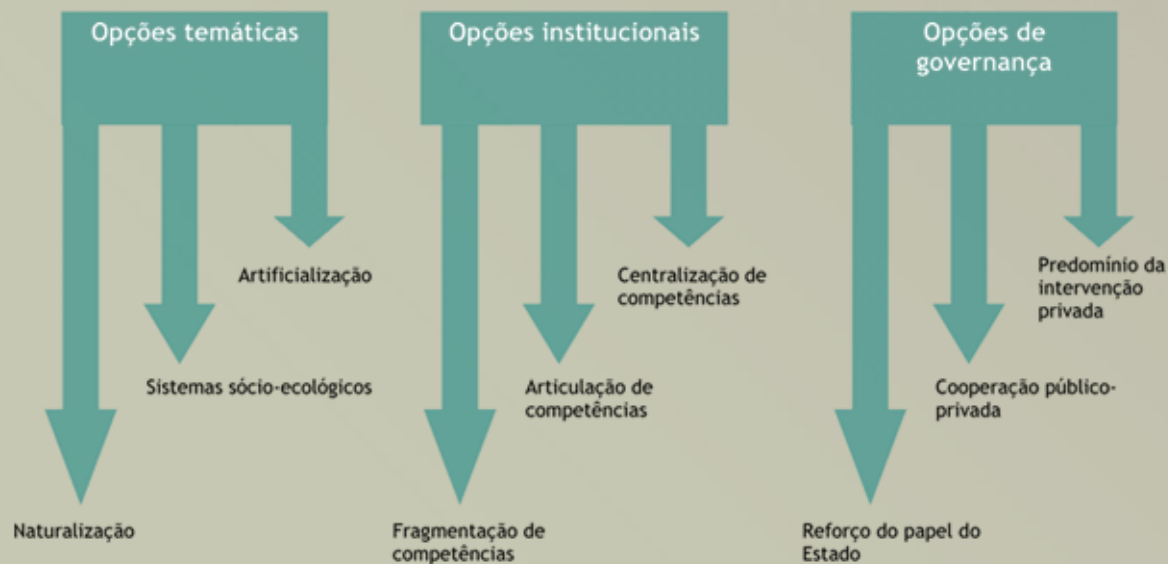 Opções temáticas
Artificialização
Sistemas sócio-ecológicos
Naturalização
Opções institucionais
Centralização de
competências
Articulação de
competências
Fragmentação de
competências
Opções de
governança
Predomínio da
intervenção
privada
Cooperação público-
privada
Reforço do papel do
Estado